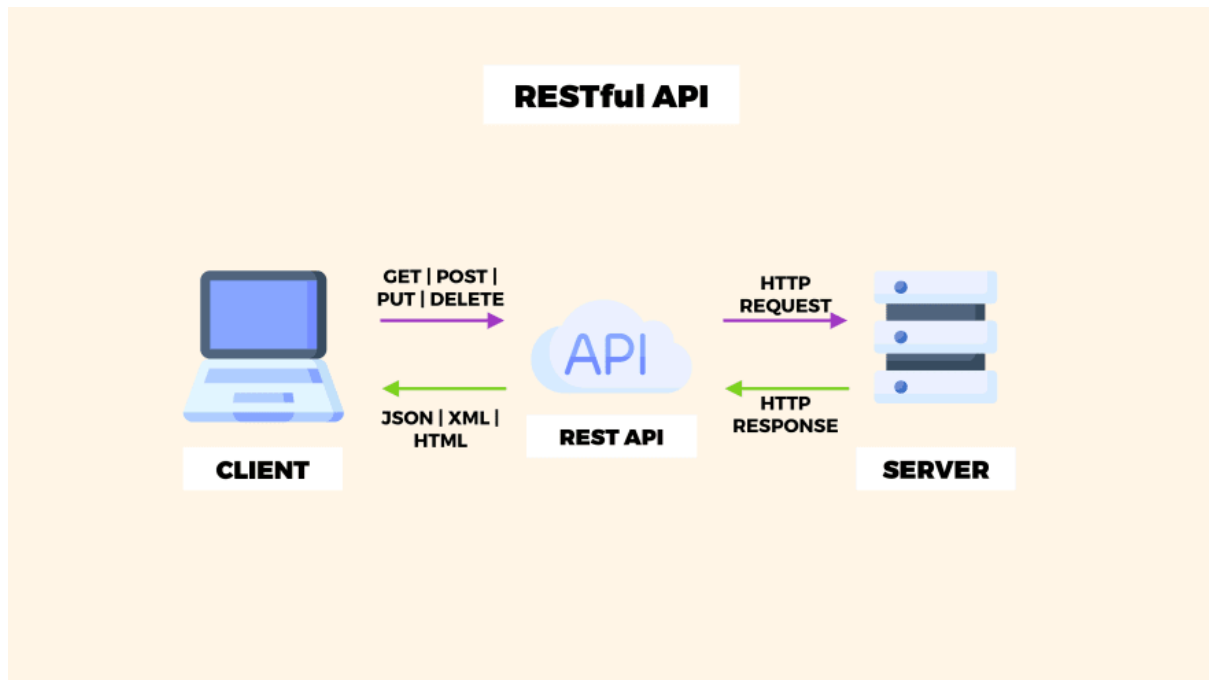 RESTful API
GET | POST |
PUT | DELETE
HTTP
REQUEST
API
JSON | XML |
HTML
HTTP
RESPONSE
REST API
CLIENT
SERVER